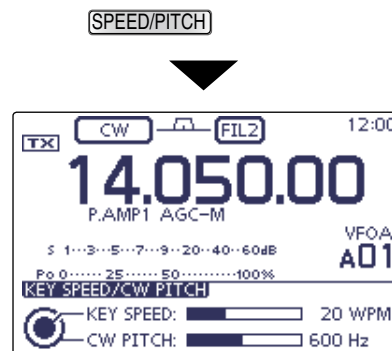 SPEED/PITCH
CW FIL2 12:00
TX
14.050.00
P.AMP1 AGC-M
VFOA
S 1···3···5···7···9··20··40··60dB
A01
Po 0······25······50··········100%
KEY SPEED/CW PITCH
KEY SPEED: 20 WPM
CW PITCH: 600 Hz